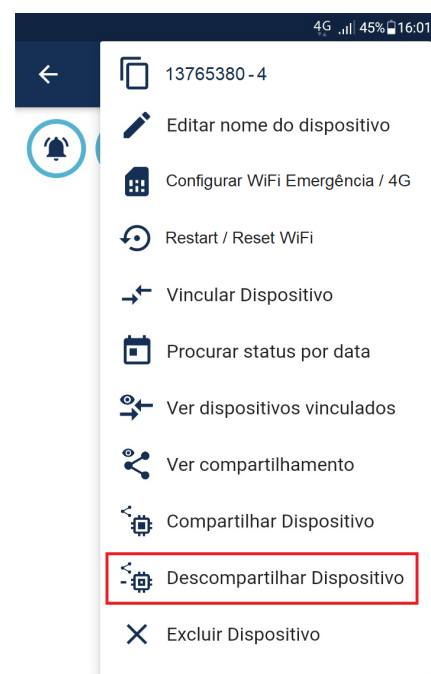 4G 45% 16:01
13765380-4
Editar nome do dispositivo
Configurar WiFi Emergência / 4G
Restart / Reset WiFi
Vincular Dispositivo
Procurar status por data
Ver dispositivos vinculados
Ver compartilhamento
Compartilhar Dispositivo
Descompartilhar Dispositivo
Excluir Dispositivo